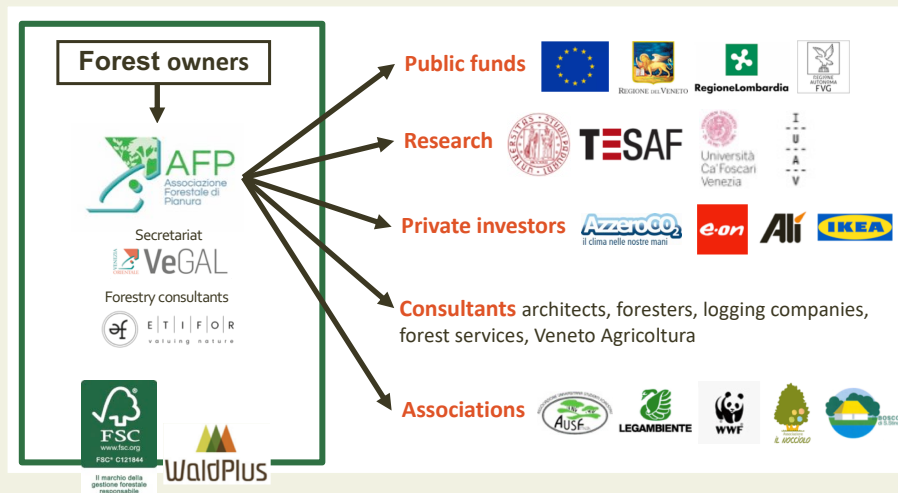 Forest owners
AFP
Associazione
Forestale di
Pianura
Secretariat
VENEZIA
ORIENTALE
VeGAL
Forestry consultants
ETIFOR
valuing nature
FSC
www.fsc.org
FSC® C121844
Il marchio della
gestione forestale
responsabile
WaldPlus
Public funds
REGIONE DEL VENETO
RegioneLombardia
REGIONE
AUTONOMA
FVG
Research
TESAF
Università
Ca'Foscari
Venezia
I
U
A
V
Private investors
AzzeroCO2
il clima nelle nostre mani
e·on
Alì
IKEA
Consultants architects, foresters, logging companies,
forest services, Veneto Agricoltura
Associations
AUSF
LEGAMBIENTE
WWF
IL NOCCIOLO